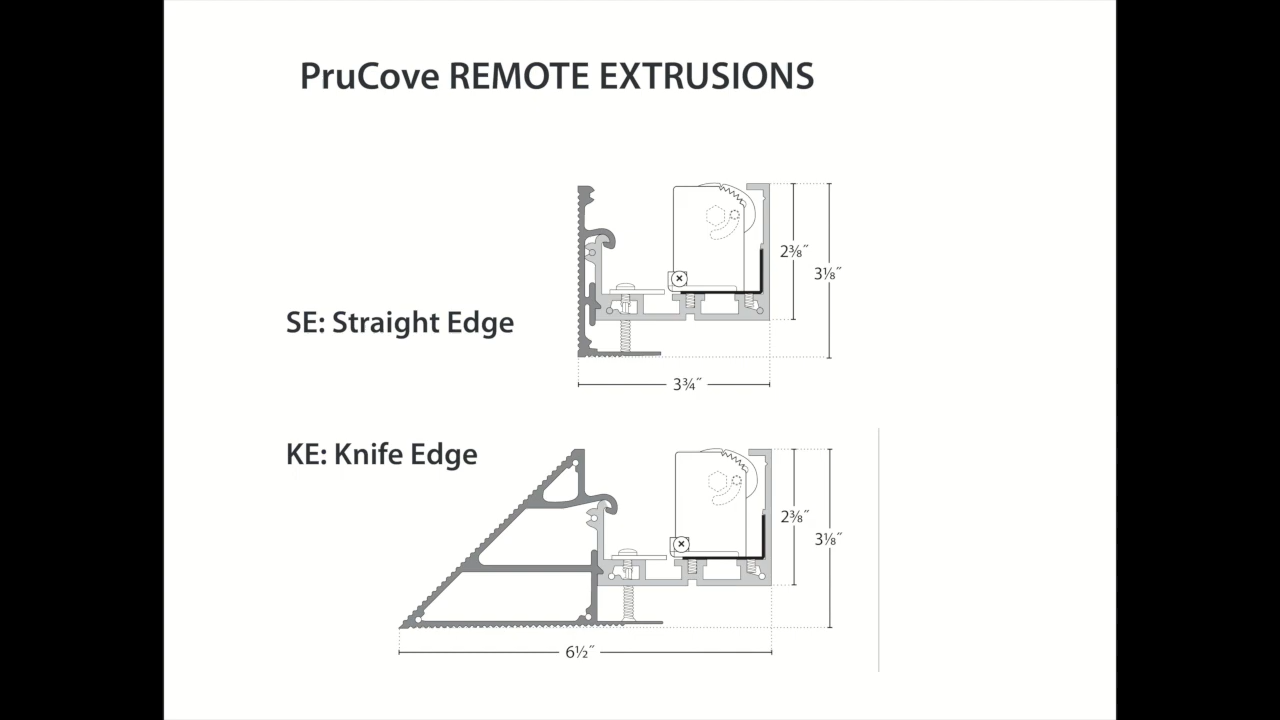 PruCove REMOTE EXTRUSIONS
2⅜″
3⅛″
SE: Straight Edge
3¾″
KE: Knife Edge
2⅜″
3⅛″
6½″